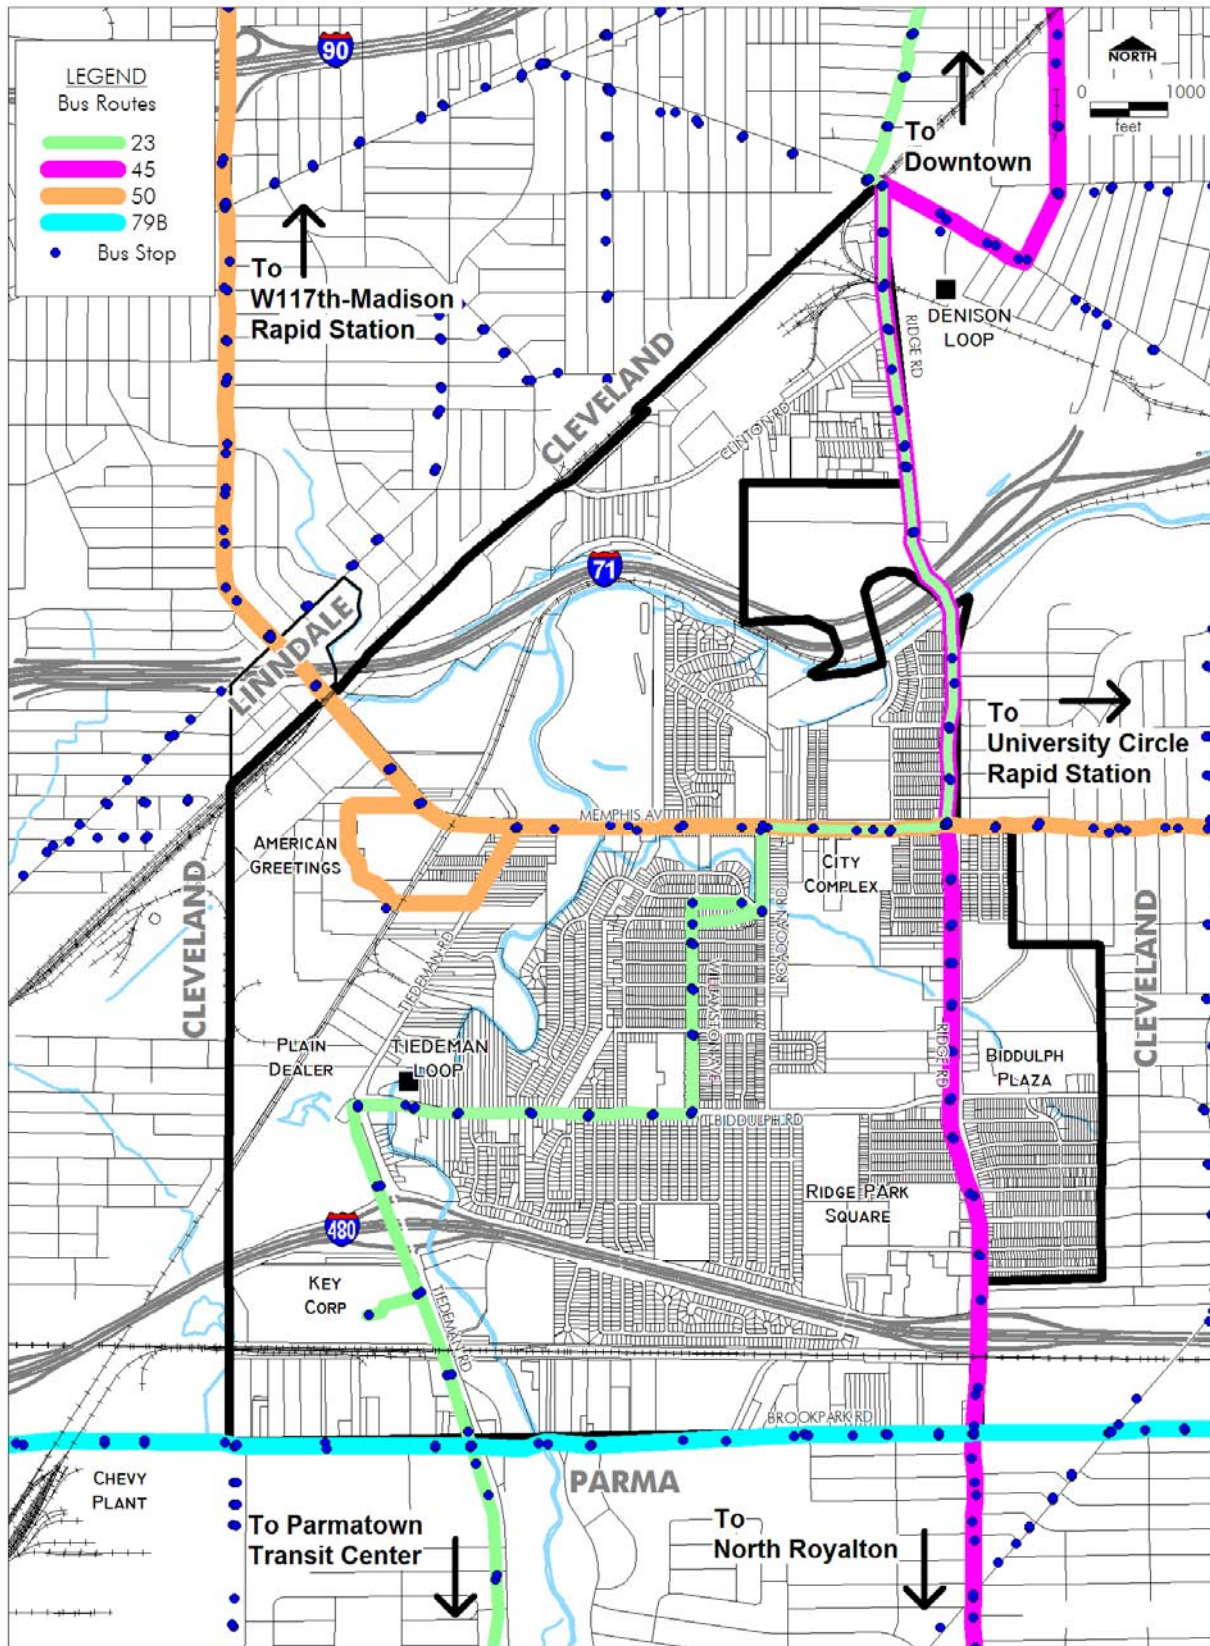 90
LEGEND
Bus Routes
23
45
50
79B
Bus Stop
NORTH
0 1000
feet
To
Downtown
To
W117th-Madison
Rapid Station
DENISON
LOOP
RIDGE RD
CLEVELAND
CLINTON RD
71
LINNDALE
To
University Circle
Rapid Station
MEMPHIS AV
AMERICAN
GREETINGS
CITY
COMPLEX
ROADOAN RD
CLEVELAND
CLEVELAND
TIEDEMAN RD
WILLIAMSTON AVE
RIDGE RD
PLAIN
DEALER
TIEDEMAN
LOOP
BIDDULPH
PLAZA
BIDDULPH RD
RIDGE PARK
SQUARE
480
KEY
CORP
TIEDEMAN RD
BROOKPARK RD
CHEVY
PLANT
PARMA
To Parmatown
Transit Center
To
North Royalton